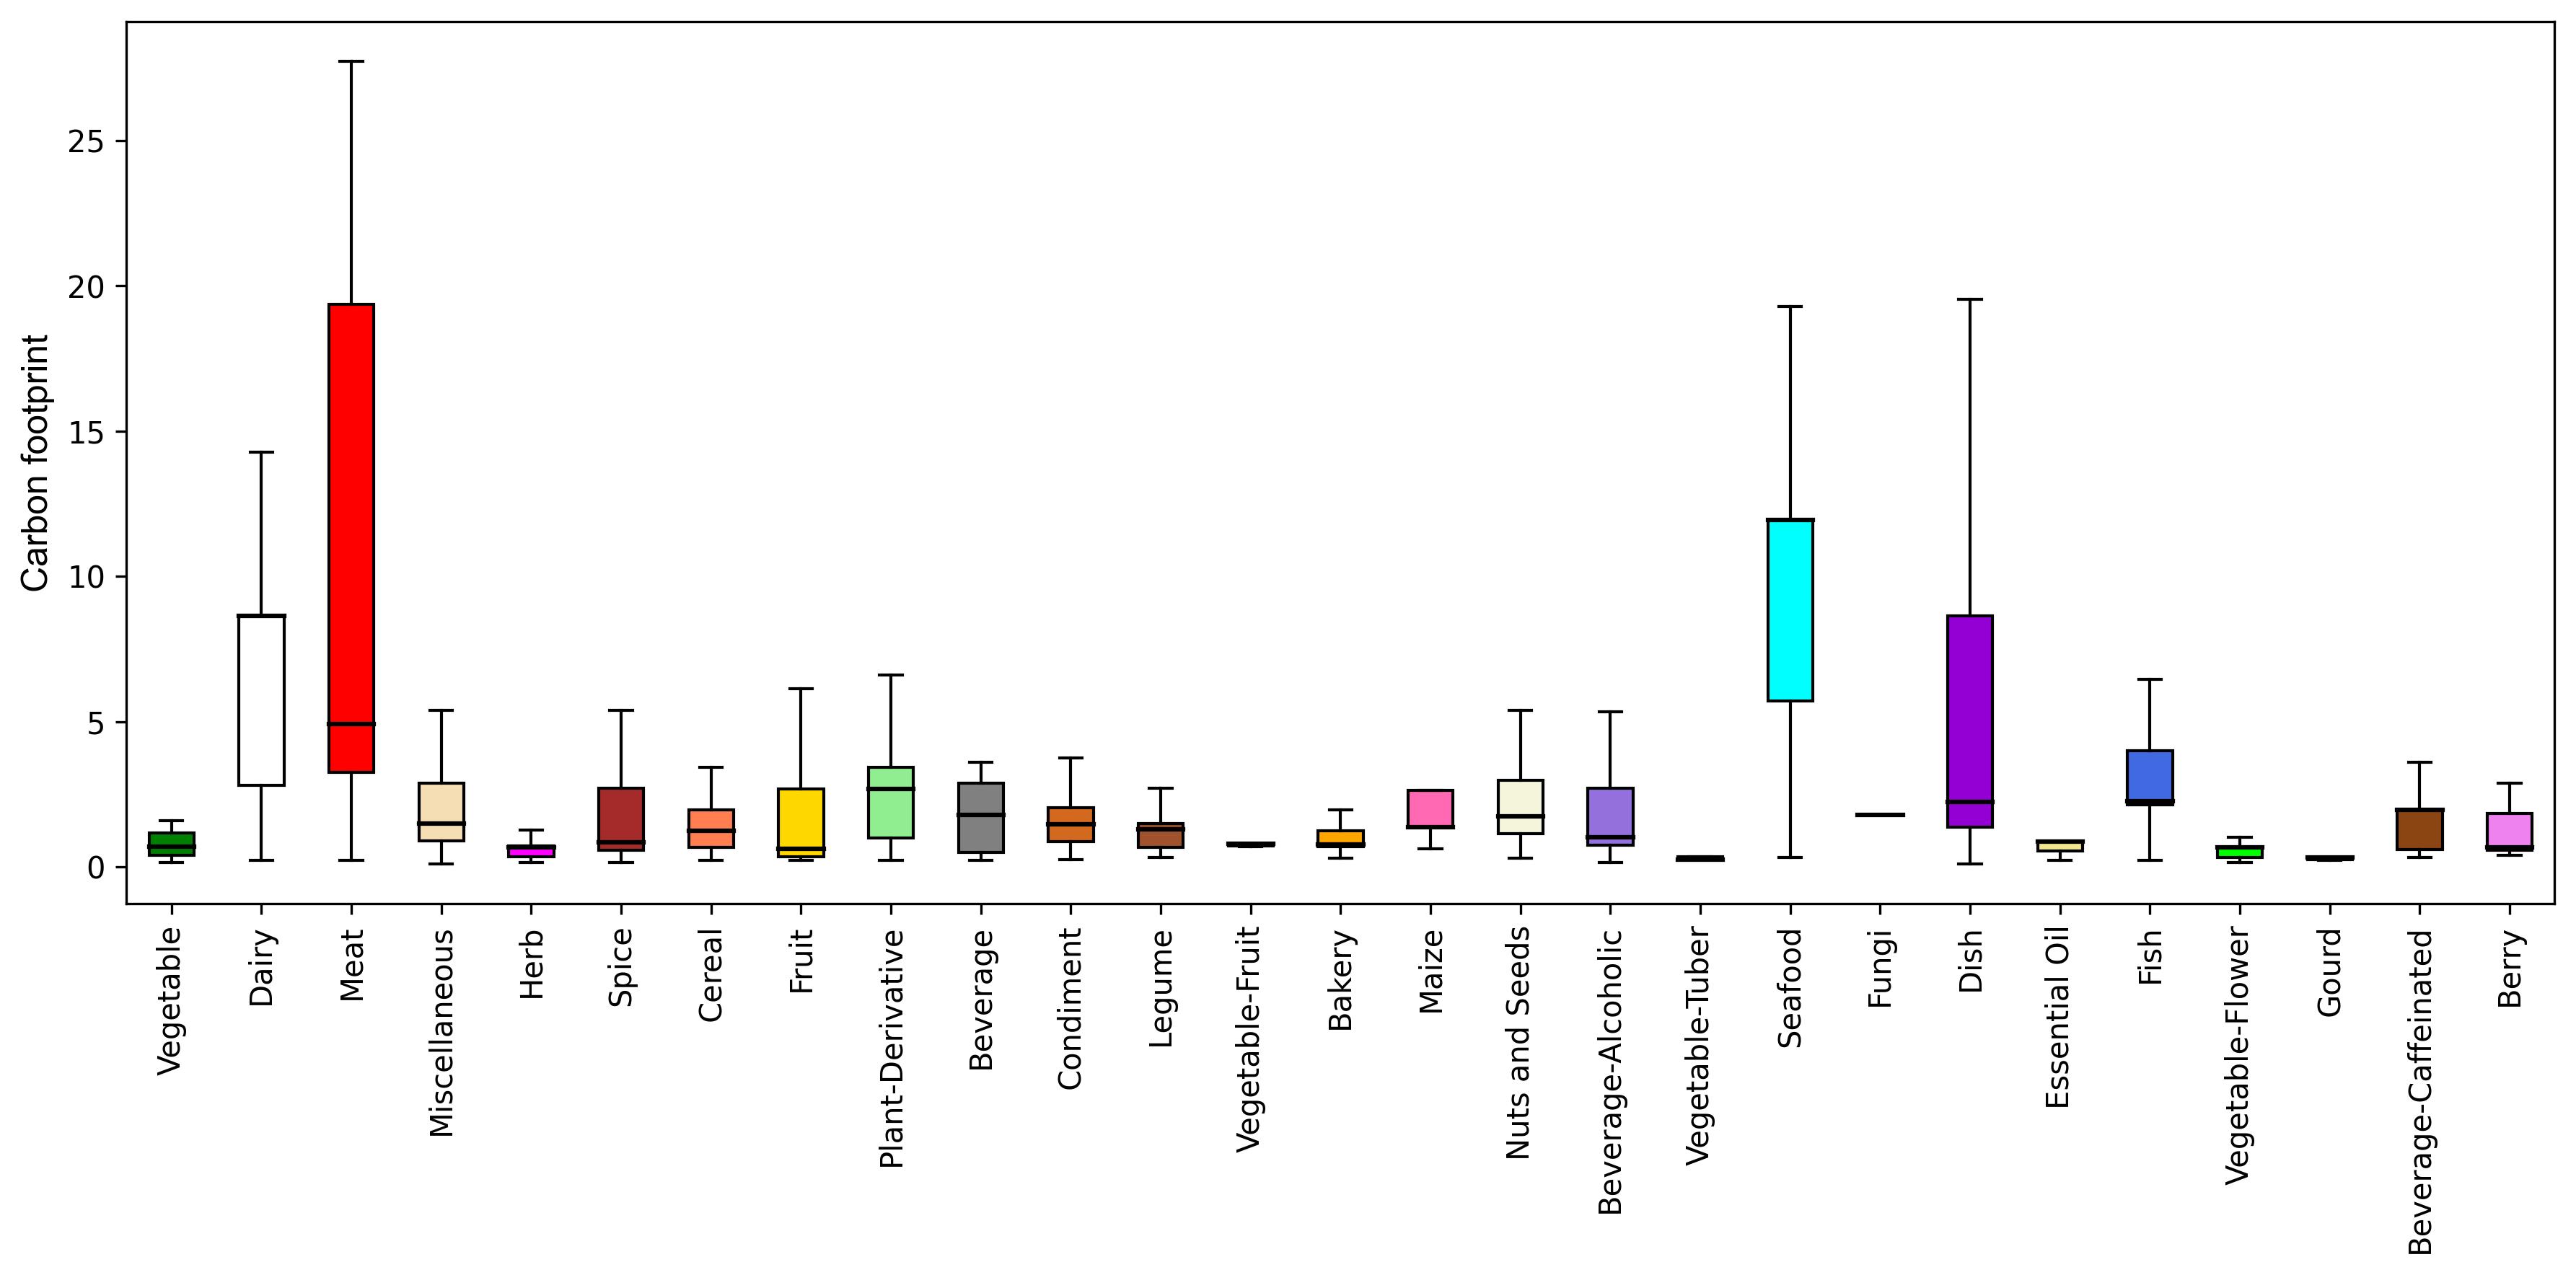 Carbon footprint
25
20
15
10
5
0
Vegetable
Dairy
Meat
Miscellaneous
Herb
Spice
Cereal
Fruit
Plant-Derivative
Beverage
Condiment
Legume
Vegetable-Fruit
Bakery
Maize
Nuts and Seeds
Beverage-Alcoholic
Vegetable-Tuber
Seafood
Fungi
Dish
Essential Oil
Fish
Vegetable-Flower
Gourd
Beverage-Caffeinated
Berry